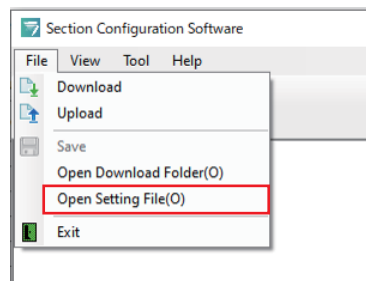 Section Configuration Software
File View Tool Help
Download
Upload
Save
Open Download Folder(O)
Open Setting File(O)
Exit